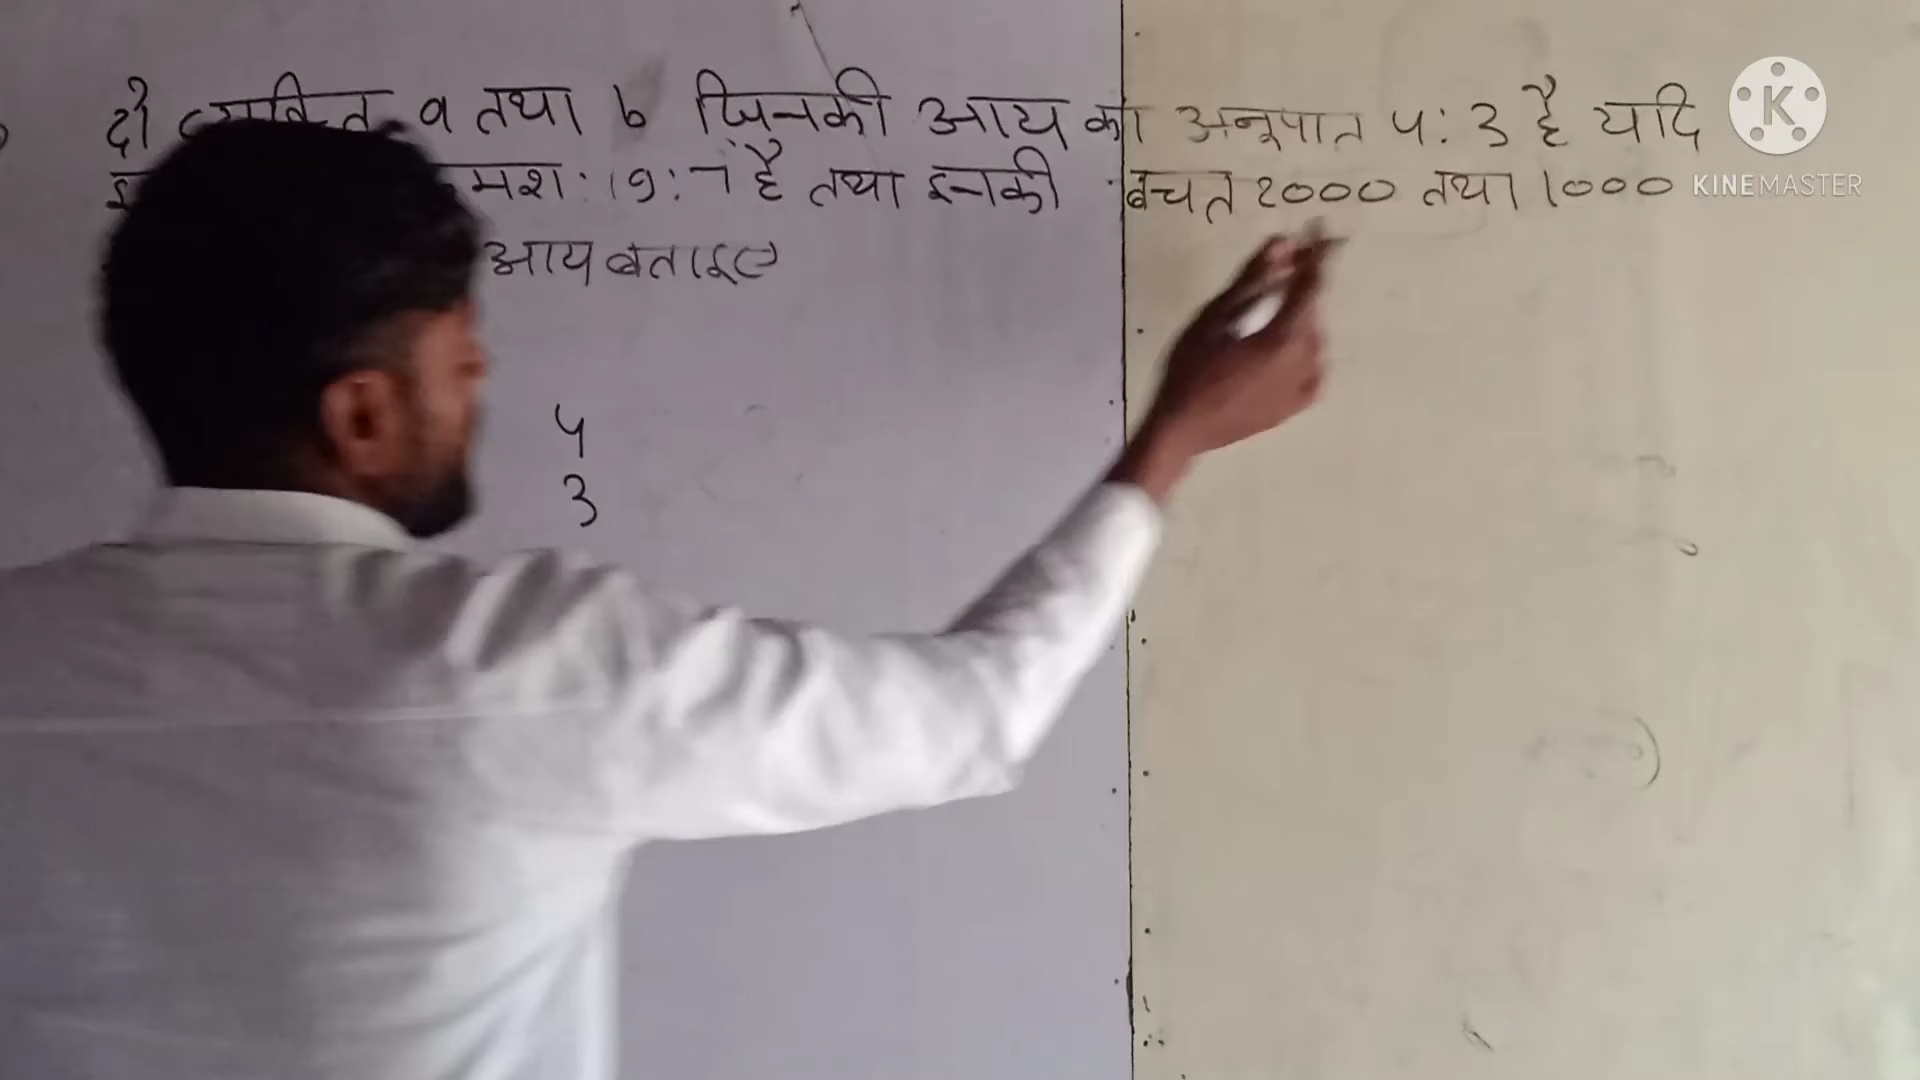 दो व्यक्ति a तथा b जिनकी आय का अनुपात 5:3 है यदि
मश: 9:7 है तथा इनकी बचत 2000 तथा 1000
आय बताइए
5
3
KINEMASTER